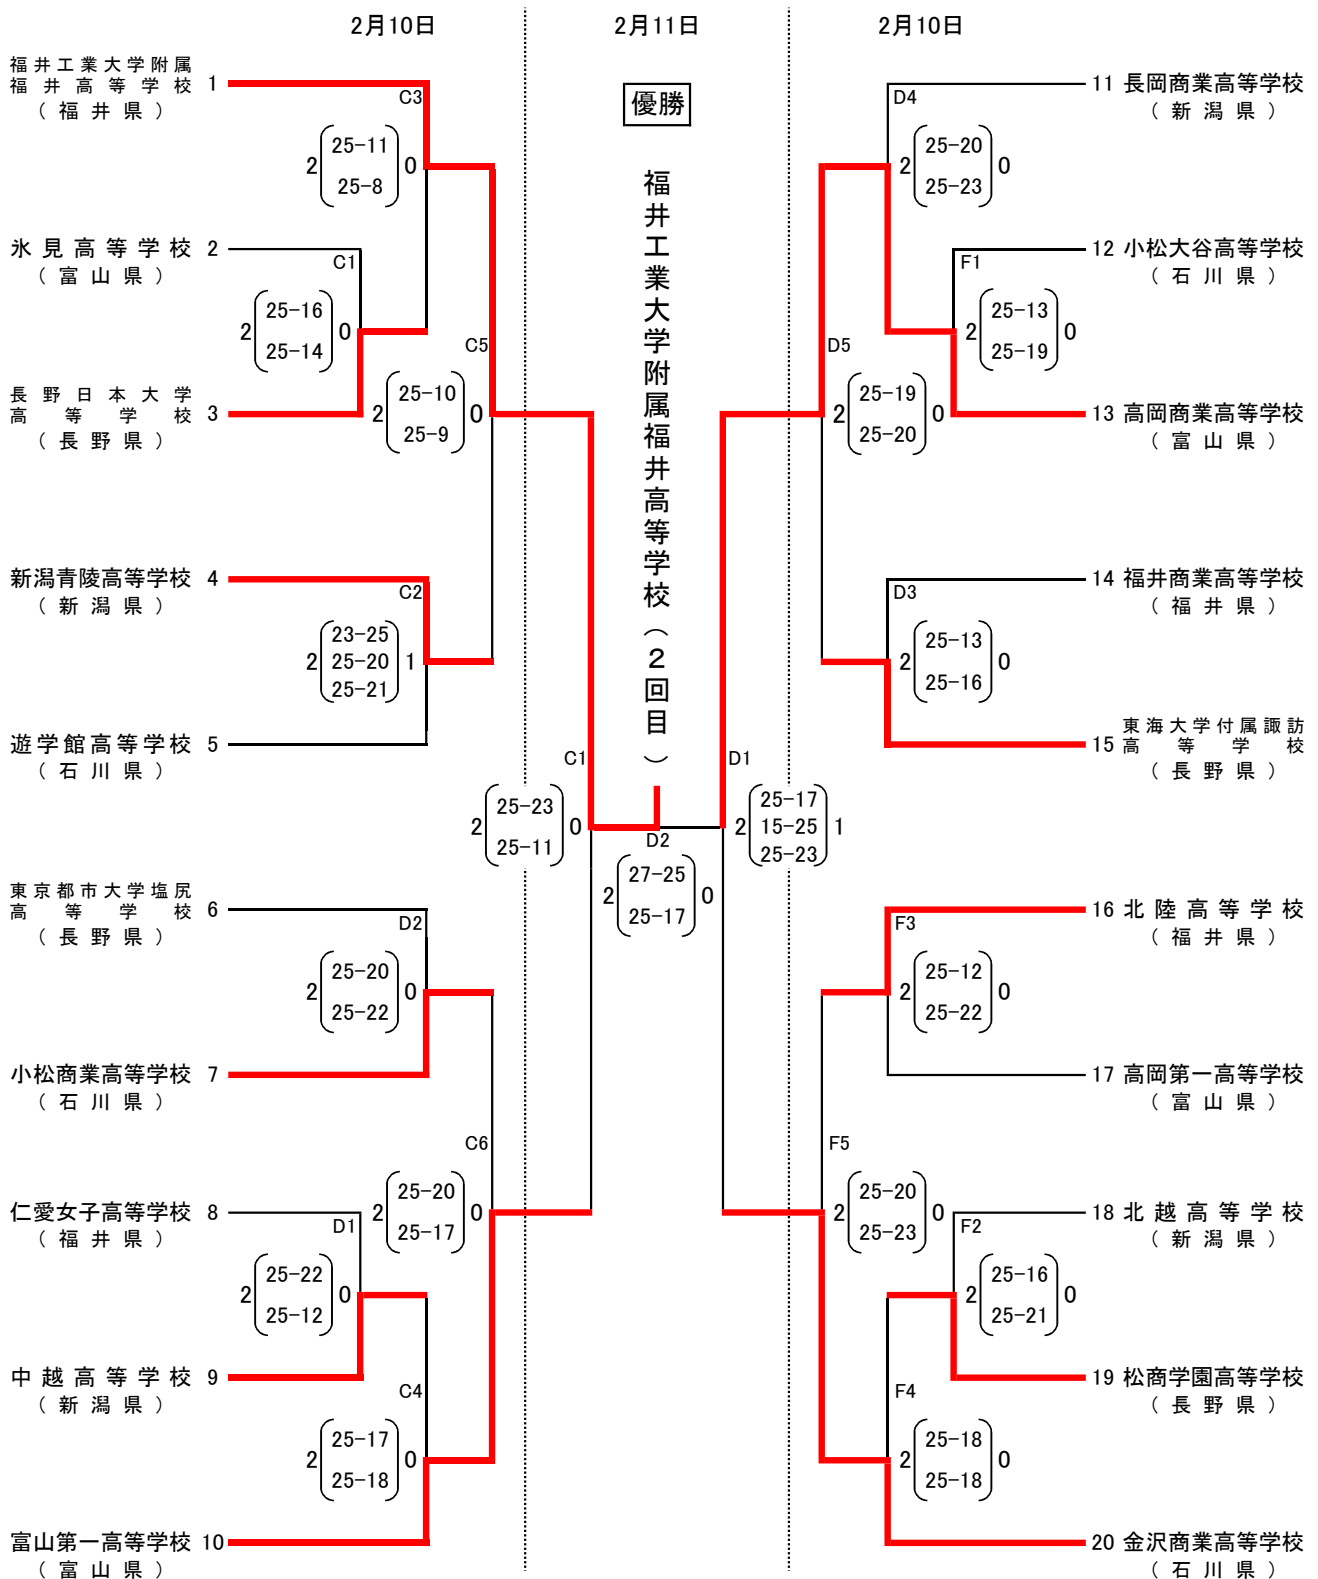 2月10日
2月11日
2月10日
福井工業大学附属
福井高等学校 1
（福井県）
C3
25-11
2 0
25-8
氷見高等学校 2
（富山県）
C1
25-16
2 0
25-14
長野日本大学
高等学校 3
（長野県）
C5
25-10
2 0
25-9
新潟青陵高等学校 4
（新潟県）
C2
23-25
2 25-20 1
25-21
遊学館高等学校 5
（石川県）
C1
25-23
2 0
25-11
東京都市大学塩尻
高等学校 6
（長野県）
D2
25-20
2 0
25-22
小松商業高等学校 7
（石川県）
C6
25-20
2 0
25-17
仁愛女子高等学校 8
（福井県）
D1
25-22
2 0
25-12
中越高等学校 9
（新潟県）
C4
25-17
2 0
25-18
富山第一高等学校 10
（富山県）
優勝
福井工業大学附属福井高等学校（2回目）
D2
27-25
2 0
25-17
11 長岡商業高等学校
（新潟県）
D4
25-20
2 0
25-23
12 小松大谷高等学校
（石川県）
F1
25-13
2 0
25-19
D5
25-19
2 0
25-20
13 高岡商業高等学校
（富山県）
14 福井商業高等学校
（福井県）
D3
25-13
2 0
25-16
東海大学付属諏訪
15 高等学校
（長野県）
D1
25-17
2 15-25 1
25-23
16 北陸高等学校
（福井県）
F3
25-12
2 0
25-22
17 高岡第一高等学校
（富山県）
F5
25-20
2 0
25-23
18 北越高等学校
（新潟県）
F2
25-16
2 0
25-21
19 松商学園高等学校
（長野県）
F4
25-18
2 0
25-18
20 金沢商業高等学校
（石川県）